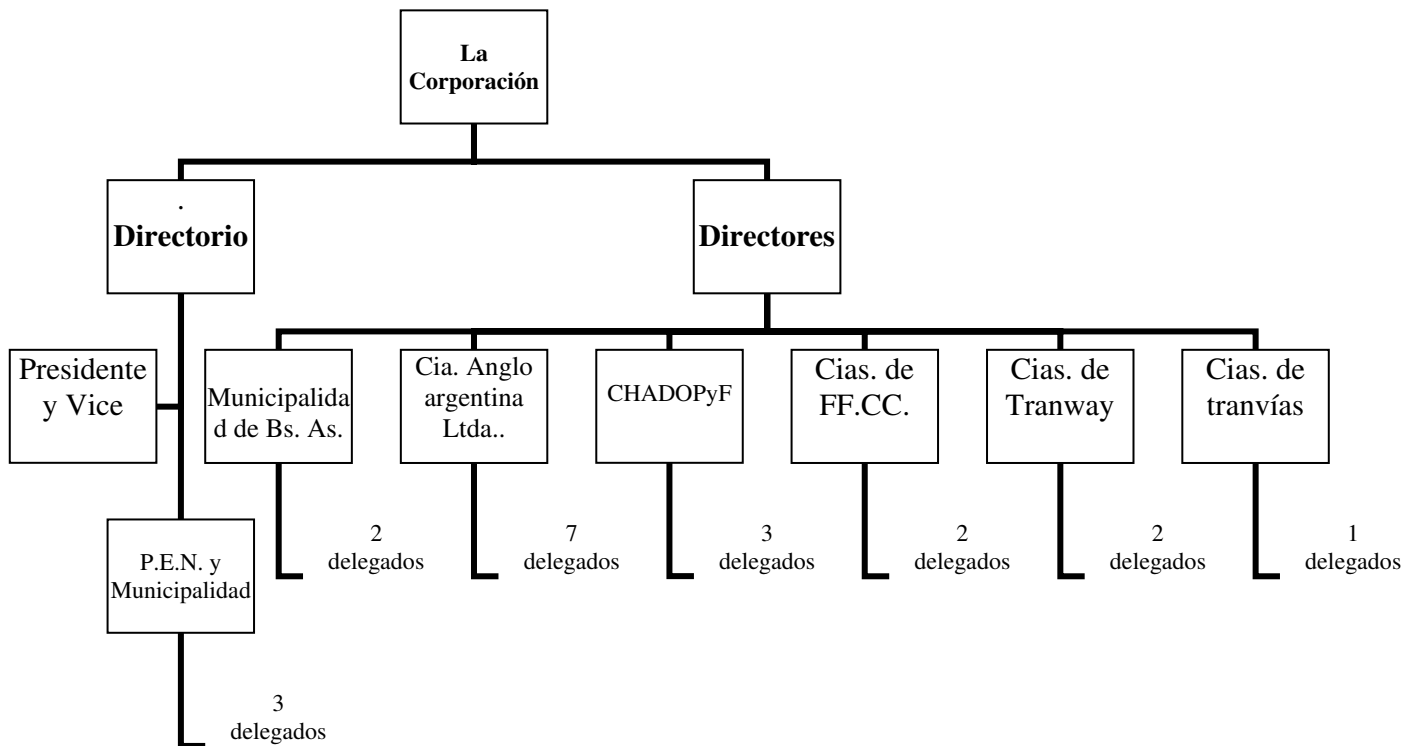 La
Corporación
.
Directorio
Directores
Presidente
y Vice
Municipalida
d de Bs. As.
Cia. Anglo
argentina
Ltda..
CHADOPyF
Cias. de
FF.CC.
Cias. de
Tranway
Cias. de
tranvías
2
delegados
7
delegados
3
delegados
2
delegados
2
delegados
1
delegados
P.E.N. y
Municipalidad
3
delegados